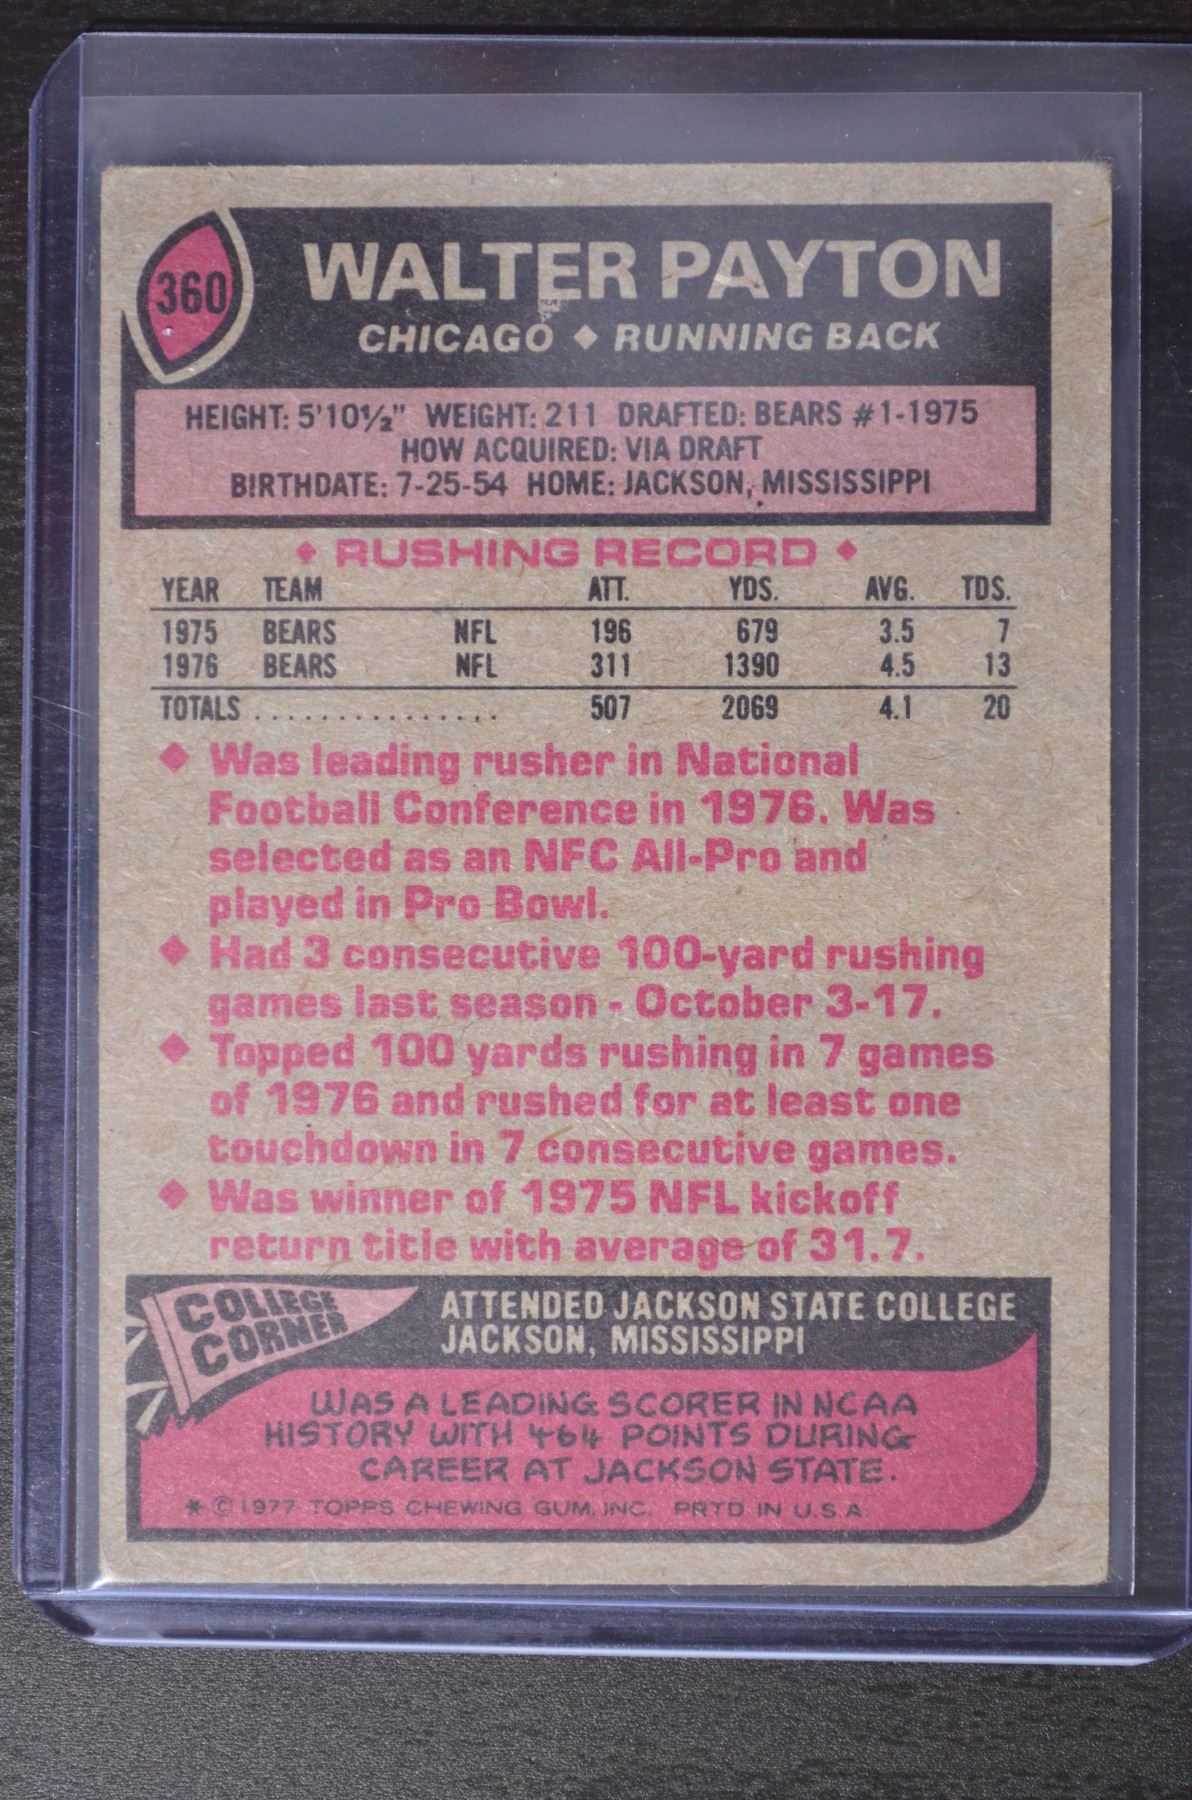 360
WALTER PAYTON
CHICAGO ◆ RUNNING BACK
HEIGHT: 5'10½" WEIGHT: 211 DRAFTED: BEARS #1-1975
HOW ACQUIRED: VIA DRAFT
BIRTHDATE: 7-25-54 HOME: JACKSON, MISSISSIPPI
◆ RUSHING RECORD ◆
YEAR TEAM ATT. YDS. AVG. TDS.
1975 BEARS NFL 196 679 3.5 7
1976 BEARS NFL 311 1390 4.5 13
TOTALS ............... 507 2069 4.1 20
◆ Was leading rusher in National
Football Conference in 1976. Was
selected as an NFC All-Pro and
played in Pro Bowl.
◆ Had 3 consecutive 100-yard rushing
games last season - October 3-17.
◆ Topped 100 yards rushing in 7 games
of 1976 and rushed for at least one
touchdown in 7 consecutive games.
◆ Was winner of 1975 NFL kickoff
return title with average of 31.7.
COLLEGE
CORNER
ATTENDED JACKSON STATE COLLEGE
JACKSON, MISSISSIPPI
WAS A LEADING SCORER IN NCAA
HISTORY WITH 464 POINTS DURING
CAREER AT JACKSON STATE.
* © 1977 TOPPS CHEWING GUM, INC. PRTD IN U.S.A.